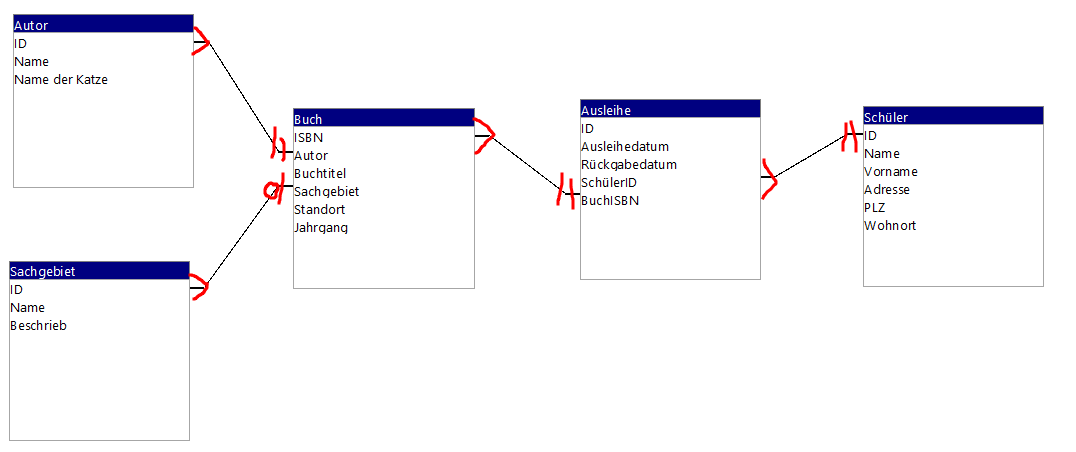 Autor
ID
Name
Name der Katze
Sachgebiet
ID
Name
Beschrieb
Buch
ISBN
Autor
Buchtitel
Sachgebiet
Standort
Jahrgang
Ausleihe
ID
Ausleihedatum
Rückgabedatum
SchülerID
BuchISBN
Schüler
ID
Name
Vorname
Adresse
PLZ
Wohnort